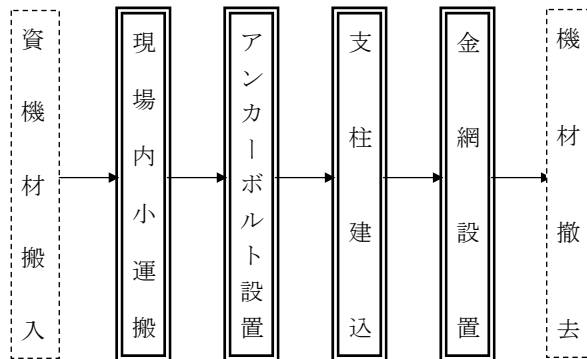 資機材搬入
現場内小運搬
アンカーボルト設置
支柱建込
金網設置
機材撤去